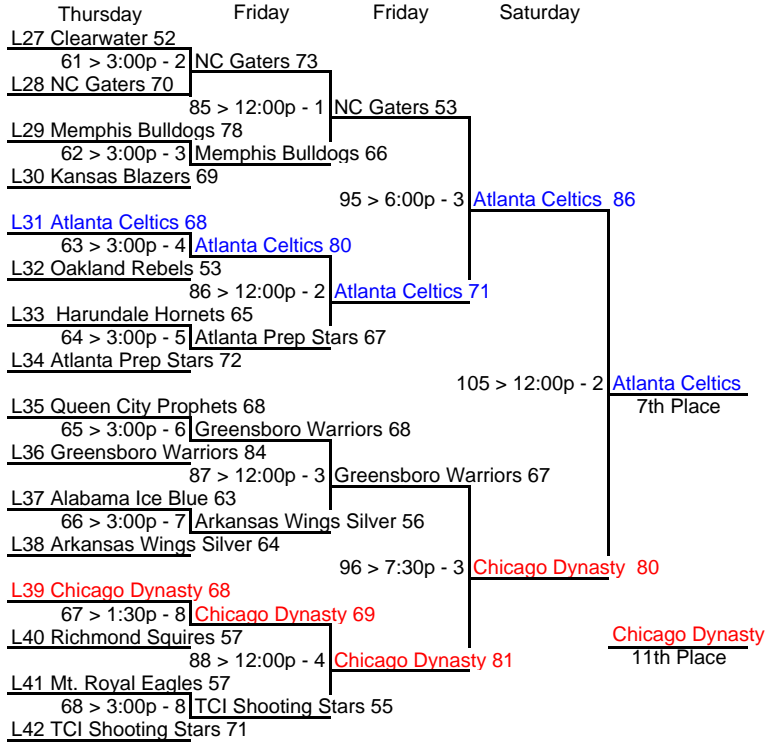 Thursday Friday Friday Saturday
L27 Clearwater 52
61 > 3:00p - 2 NC Gaters 73
L28 NC Gaters 70
85 > 12:00p - 1 NC Gaters 53
L29 Memphis Bulldogs 78
62 > 3:00p - 3 Memphis Bulldogs 66
L30 Kansas Blazers 69
95 > 6:00p - 3 Atlanta Celtics 86
L31 Atlanta Celtics 68
63 > 3:00p - 4 Atlanta Celtics 80
L32 Oakland Rebels 53
86 > 12:00p - 2 Atlanta Celtics 71
L33 Harundale Hornets 65
64 > 3:00p - 5 Atlanta Prep Stars 67
L34 Atlanta Prep Stars 72
105 > 12:00p - 2 Atlanta Celtics
7th Place
L35 Queen City Prophets 68
65 > 3:00p - 6 Greensboro Warriors 68
L36 Greensboro Warriors 84
87 > 12:00p - 3 Greensboro Warriors 67
L37 Alabama Ice Blue 63
66 > 3:00p - 7 Arkansas Wings Silver 56
L38 Arkansas Wings Silver 64
96 > 7:30p - 3 Chicago Dynasty 80
L39 Chicago Dynasty 68
67 > 1:30p - 8 Chicago Dynasty 69
L40 Richmond Squires 57
Chicago Dynasty
11th Place
88 > 12:00p - 4 Chicago Dynasty 81
L41 Mt. Royal Eagles 57
68 > 3:00p - 8 TCI Shooting Stars 55
L42 TCI Shooting Stars 71